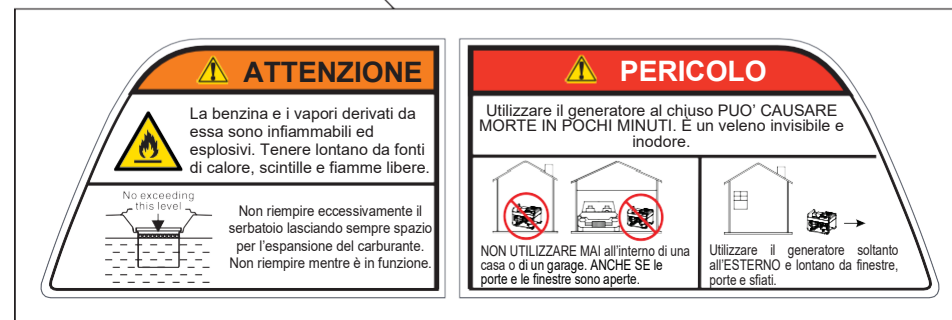 ATTENZIONE
La benzina e i vapori derivati da
essa sono infiammabili ed
esplosivi. Tenere lontano da fonti
di calore, scintille e fiamme libere.
No exceeding
this level
Non riempire eccessivamente il
serbatoio lasciando sempre spazio
per l'espansione del carburante.
Non riempire mentre è in funzione.
PERICOLO
Utilizzare il generatore al chiuso PUO' CAUSARE
MORTE IN POCHI MINUTI. È un veleno invisibile e
inodore.
NON UTILIZZARE MAI all'interno di una
casa o di un garage. ANCHE SE le
porte e le finestre sono aperte.
Utilizzare il generatore soltanto
all'ESTERNO e lontano da finestre,
porte e sfiati.